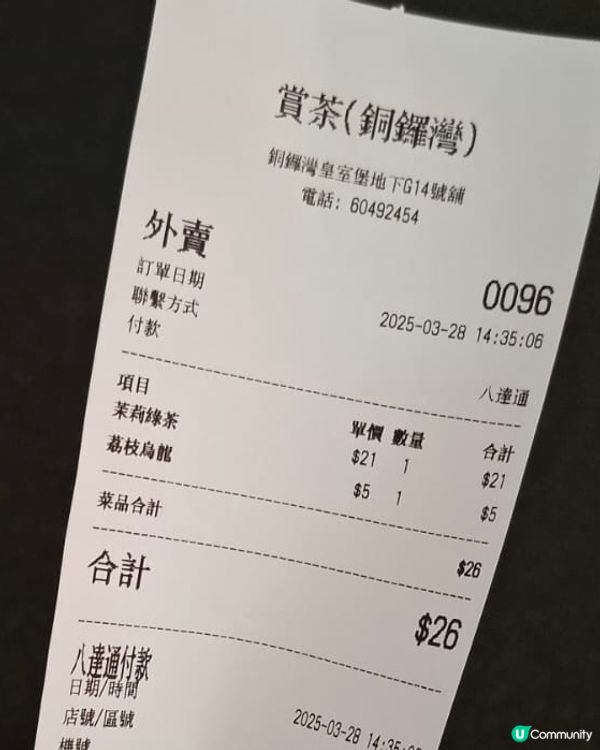 賞茶(銅鑼灣)
銅鑼灣皇室堡地下G14號舖
電話: 60492454
外賣 0096
訂單日期 2025-03-28 14:35:06
聯繫方式
付款 八達通
項目 單價 數量 合計
茉莉綠茶 $21 1 $21
荔枝烏龍 $5 1 $5
菜品合計 $26
合計 $26
八達通付款
日期/時間 2025-03-28 14:35:
店號/區號
機號
U Community